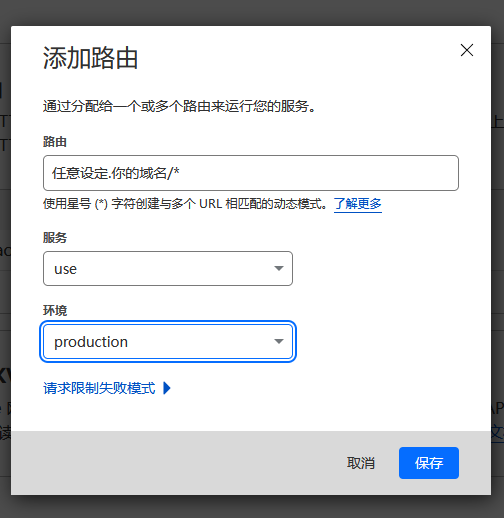 添加路由
通过分配给一个或多个路由来运行您的服务。
路由
任意设定.你的域名/*
使用星号 (*) 字符创建与多个 URL 相匹配的动态模式。了解更多
服务
use
环境
production
请求限制失败模式
取消
保存